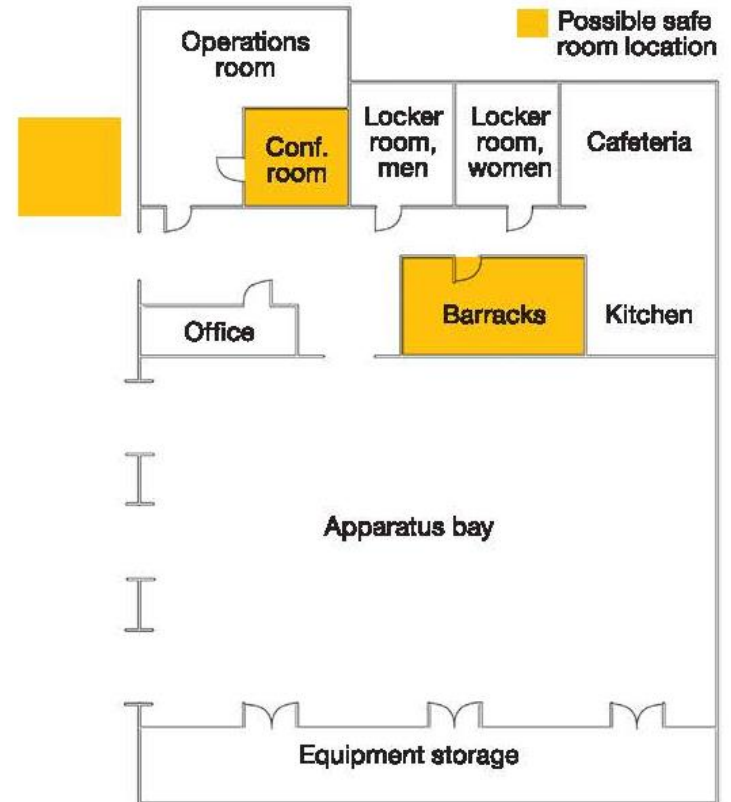 Possible safe
room location
Operations
room
Conf.
room
Locker
room,
men
Locker
room,
women
Cafeteria
Office
Barracks
Kitchen
Apparatus bay
Equipment storage